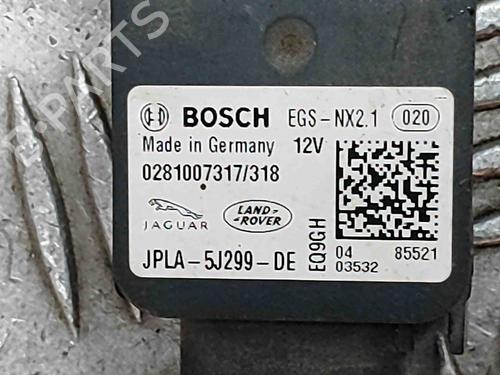 PARTS
BOSCH EGS-NX2.1 020
Made in Germany 12V
0281007317/318
JAGUAR LAND-ROVER
JPLA-5J299-DE
EQ9GH
04 85521
03532